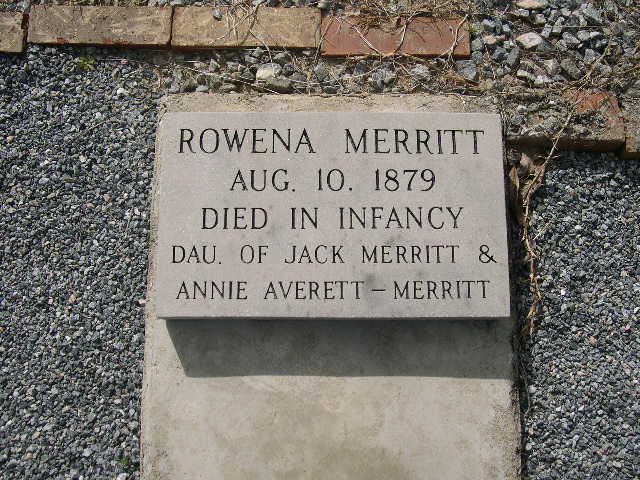 ROWENA MERRITT
AUG. 10. 1879
DIED IN INFANCY
DAU. OF JACK MERRITT &
ANNIE AVERETT – MERRITT